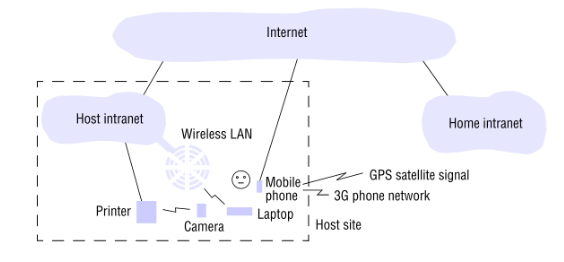 Internet
Host intranet
Wireless LAN
Home intranet
Mobile
phone
GPS satellite signal
3G phone network
Printer
Camera
Laptop
Host site